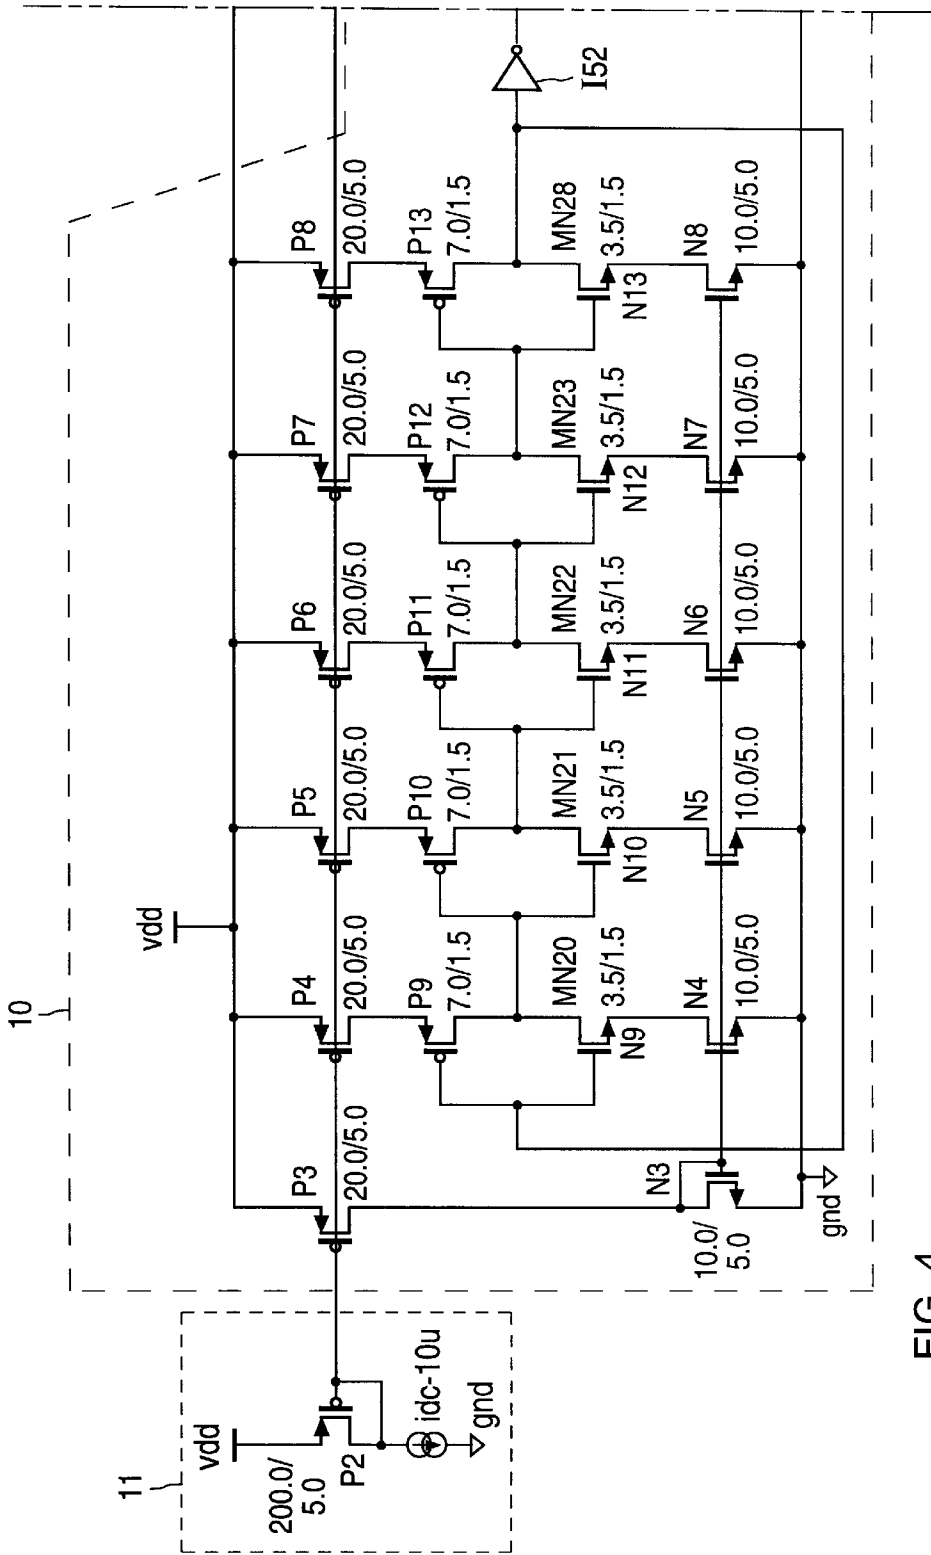 10
vdd
P3
20.0/5.0
P4
20.0/5.0
P5
20.0/5.0
P6
20.0/5.0
P7
20.0/5.0
P8
20.0/5.0
11
vdd
200.0/
5.0
P2
idc-10u
gnd
P9
7.0/1.5
P10
7.0/1.5
P11
7.0/1.5
P12
7.0/1.5
P13
7.0/1.5
I52
MN20
3.5/1.5
N9
MN21
3.5/1.5
N10
MN22
3.5/1.5
N11
MN23
3.5/1.5
N12
MN28
3.5/1.5
N13
N3
10.0/
5.0
N4
10.0/5.0
N5
10.0/5.0
N6
10.0/5.0
N7
10.0/5.0
N8
10.0/5.0
gnd